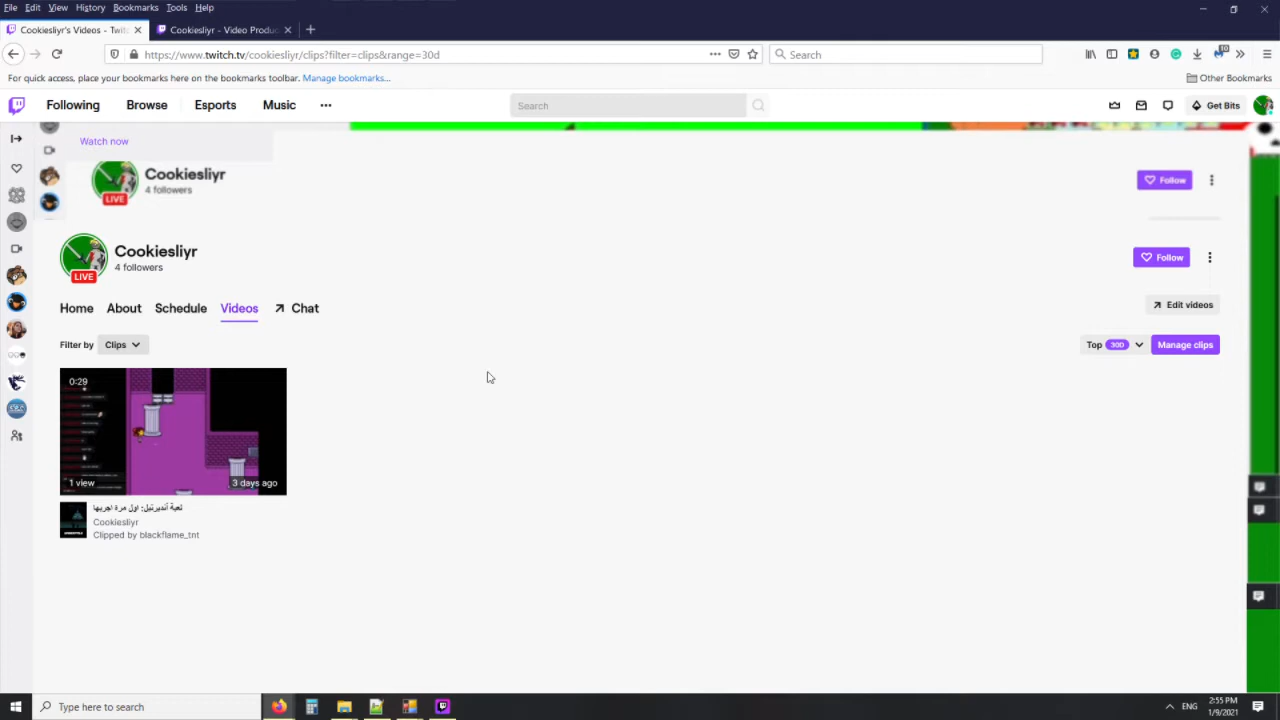 File Edit View History Bookmarks Tools Help
Cookiesliyr's Videos - Twitc
Cookiesliyr - Video Produ
https://www.twitch.tv/cookiesliyr/clips?filter=clips&range=30d
Search
10
For quick access, place your bookmarks here on the bookmarks toolbar. Manage bookmarks...
Other Bookmarks
Following Browse Esports Music
Search
Get Bits
Watch now
Cookiesliyr
4 followers
LIVE
Follow
Cookiesliyr
4 followers
LIVE
Follow
Home About Schedule Videos Chat
Edit videos
Filter by Clips
Top 30D
Manage clips
0:29
1 view
3 days ago
لعبة أنديرتيل: اول مرة اجربها
Cookiesliyr
Clipped by blackflame_tnt
Type here to search
ENG
2:55 PM
1/9/2021